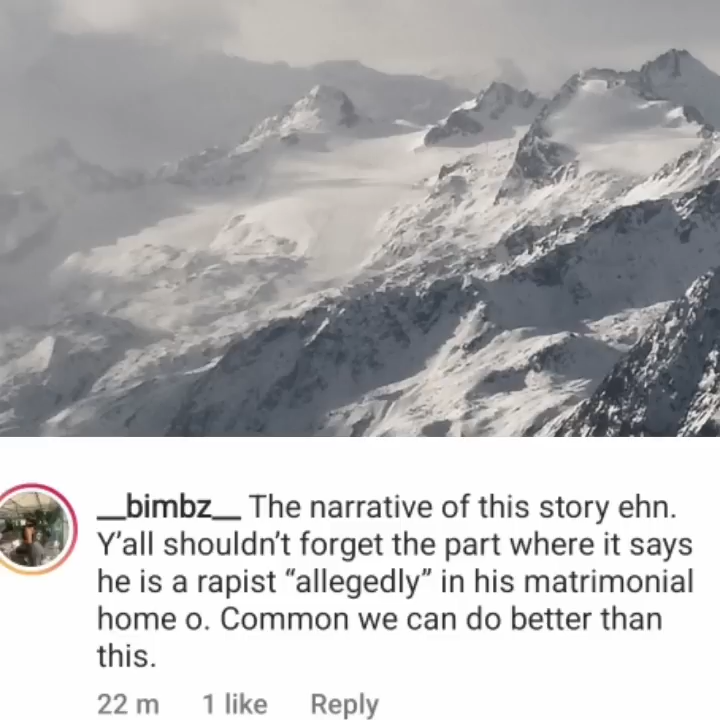 __bimbz__ The narrative of this story ehn.
Y'all shouldn't forget the part where it says
he is a rapist “allegedly” in his matrimonial
home o. Common we can do better than
this.
22 m 1 like Reply